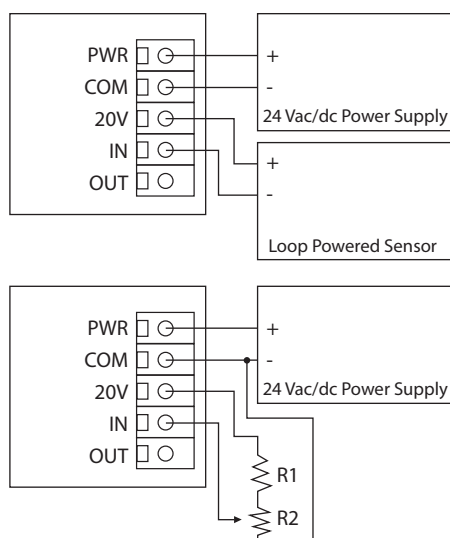 PWR
COM
20V
IN
OUT
+
-
24 Vac/dc Power Supply
+
-
Loop Powered Sensor
PWR
COM
20V
IN
OUT
+
-
24 Vac/dc Power Supply
R1
R2